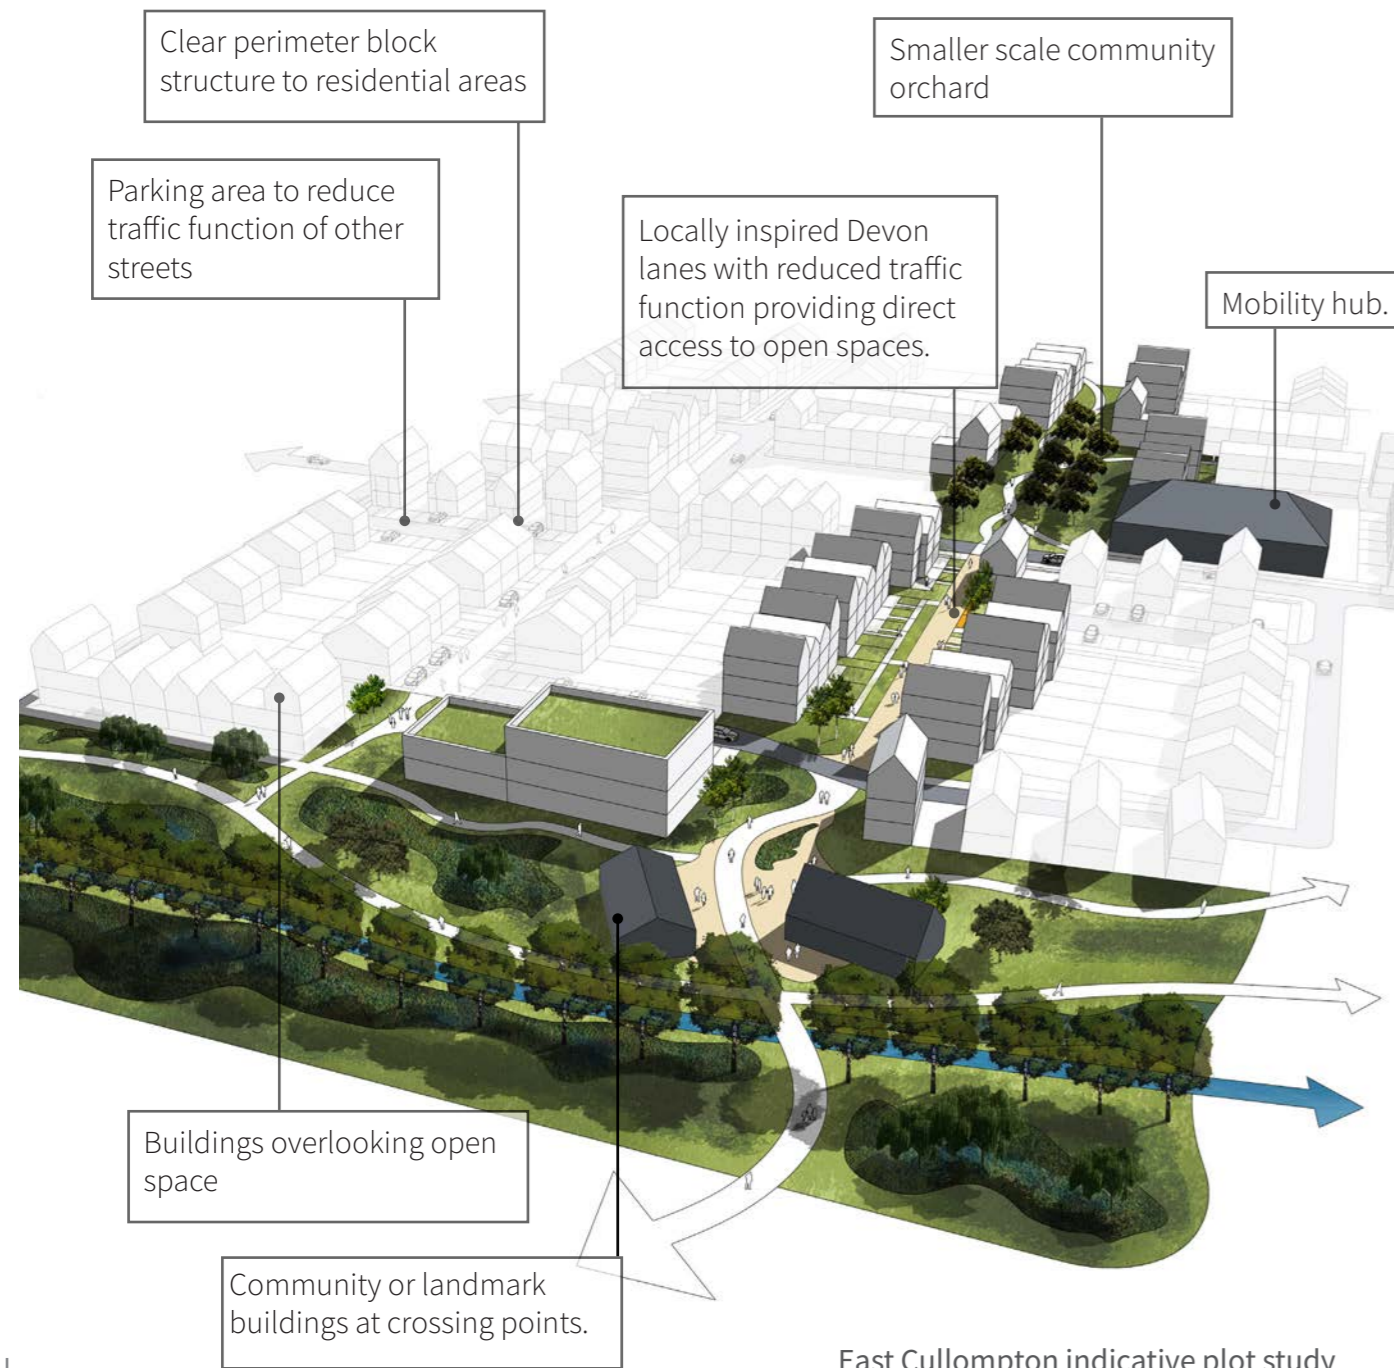 Clear perimeter block
structure to residential areas
Smaller scale community
orchard
Parking area to reduce
traffic function of other
streets
Locally inspired Devon
lanes with reduced traffic
function providing direct
access to open spaces.
Mobility hub.
Buildings overlooking open
space
Community or landmark
buildings at crossing points.
East Cullompton indicative plot study